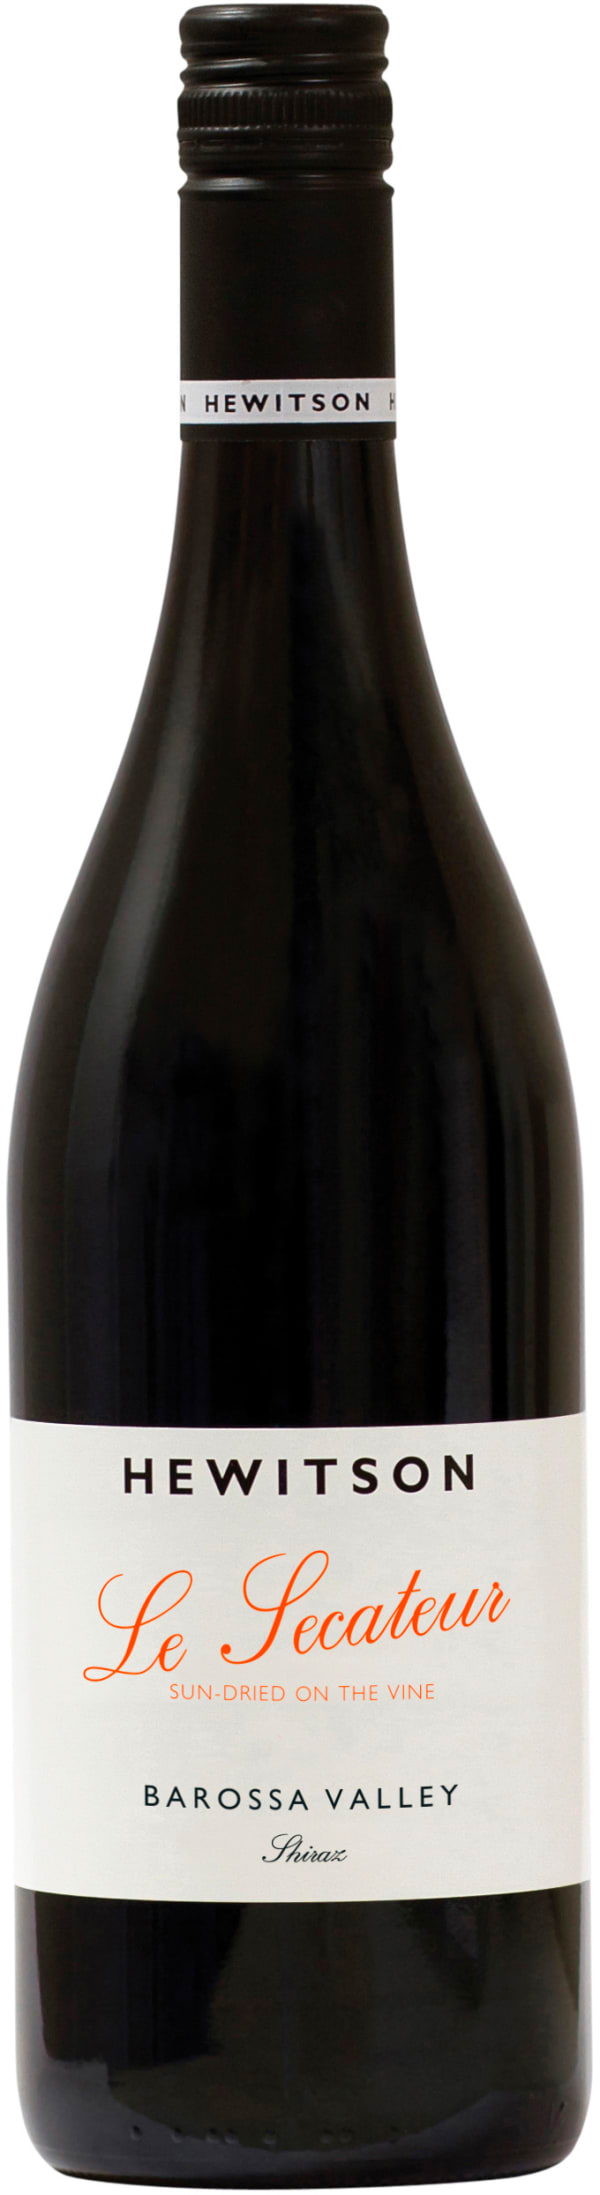 HEWITSON
HEWITSON
Le Secateur
SUN-DRIED ON THE VINE
BAROSSA VALLEY
Shiraz